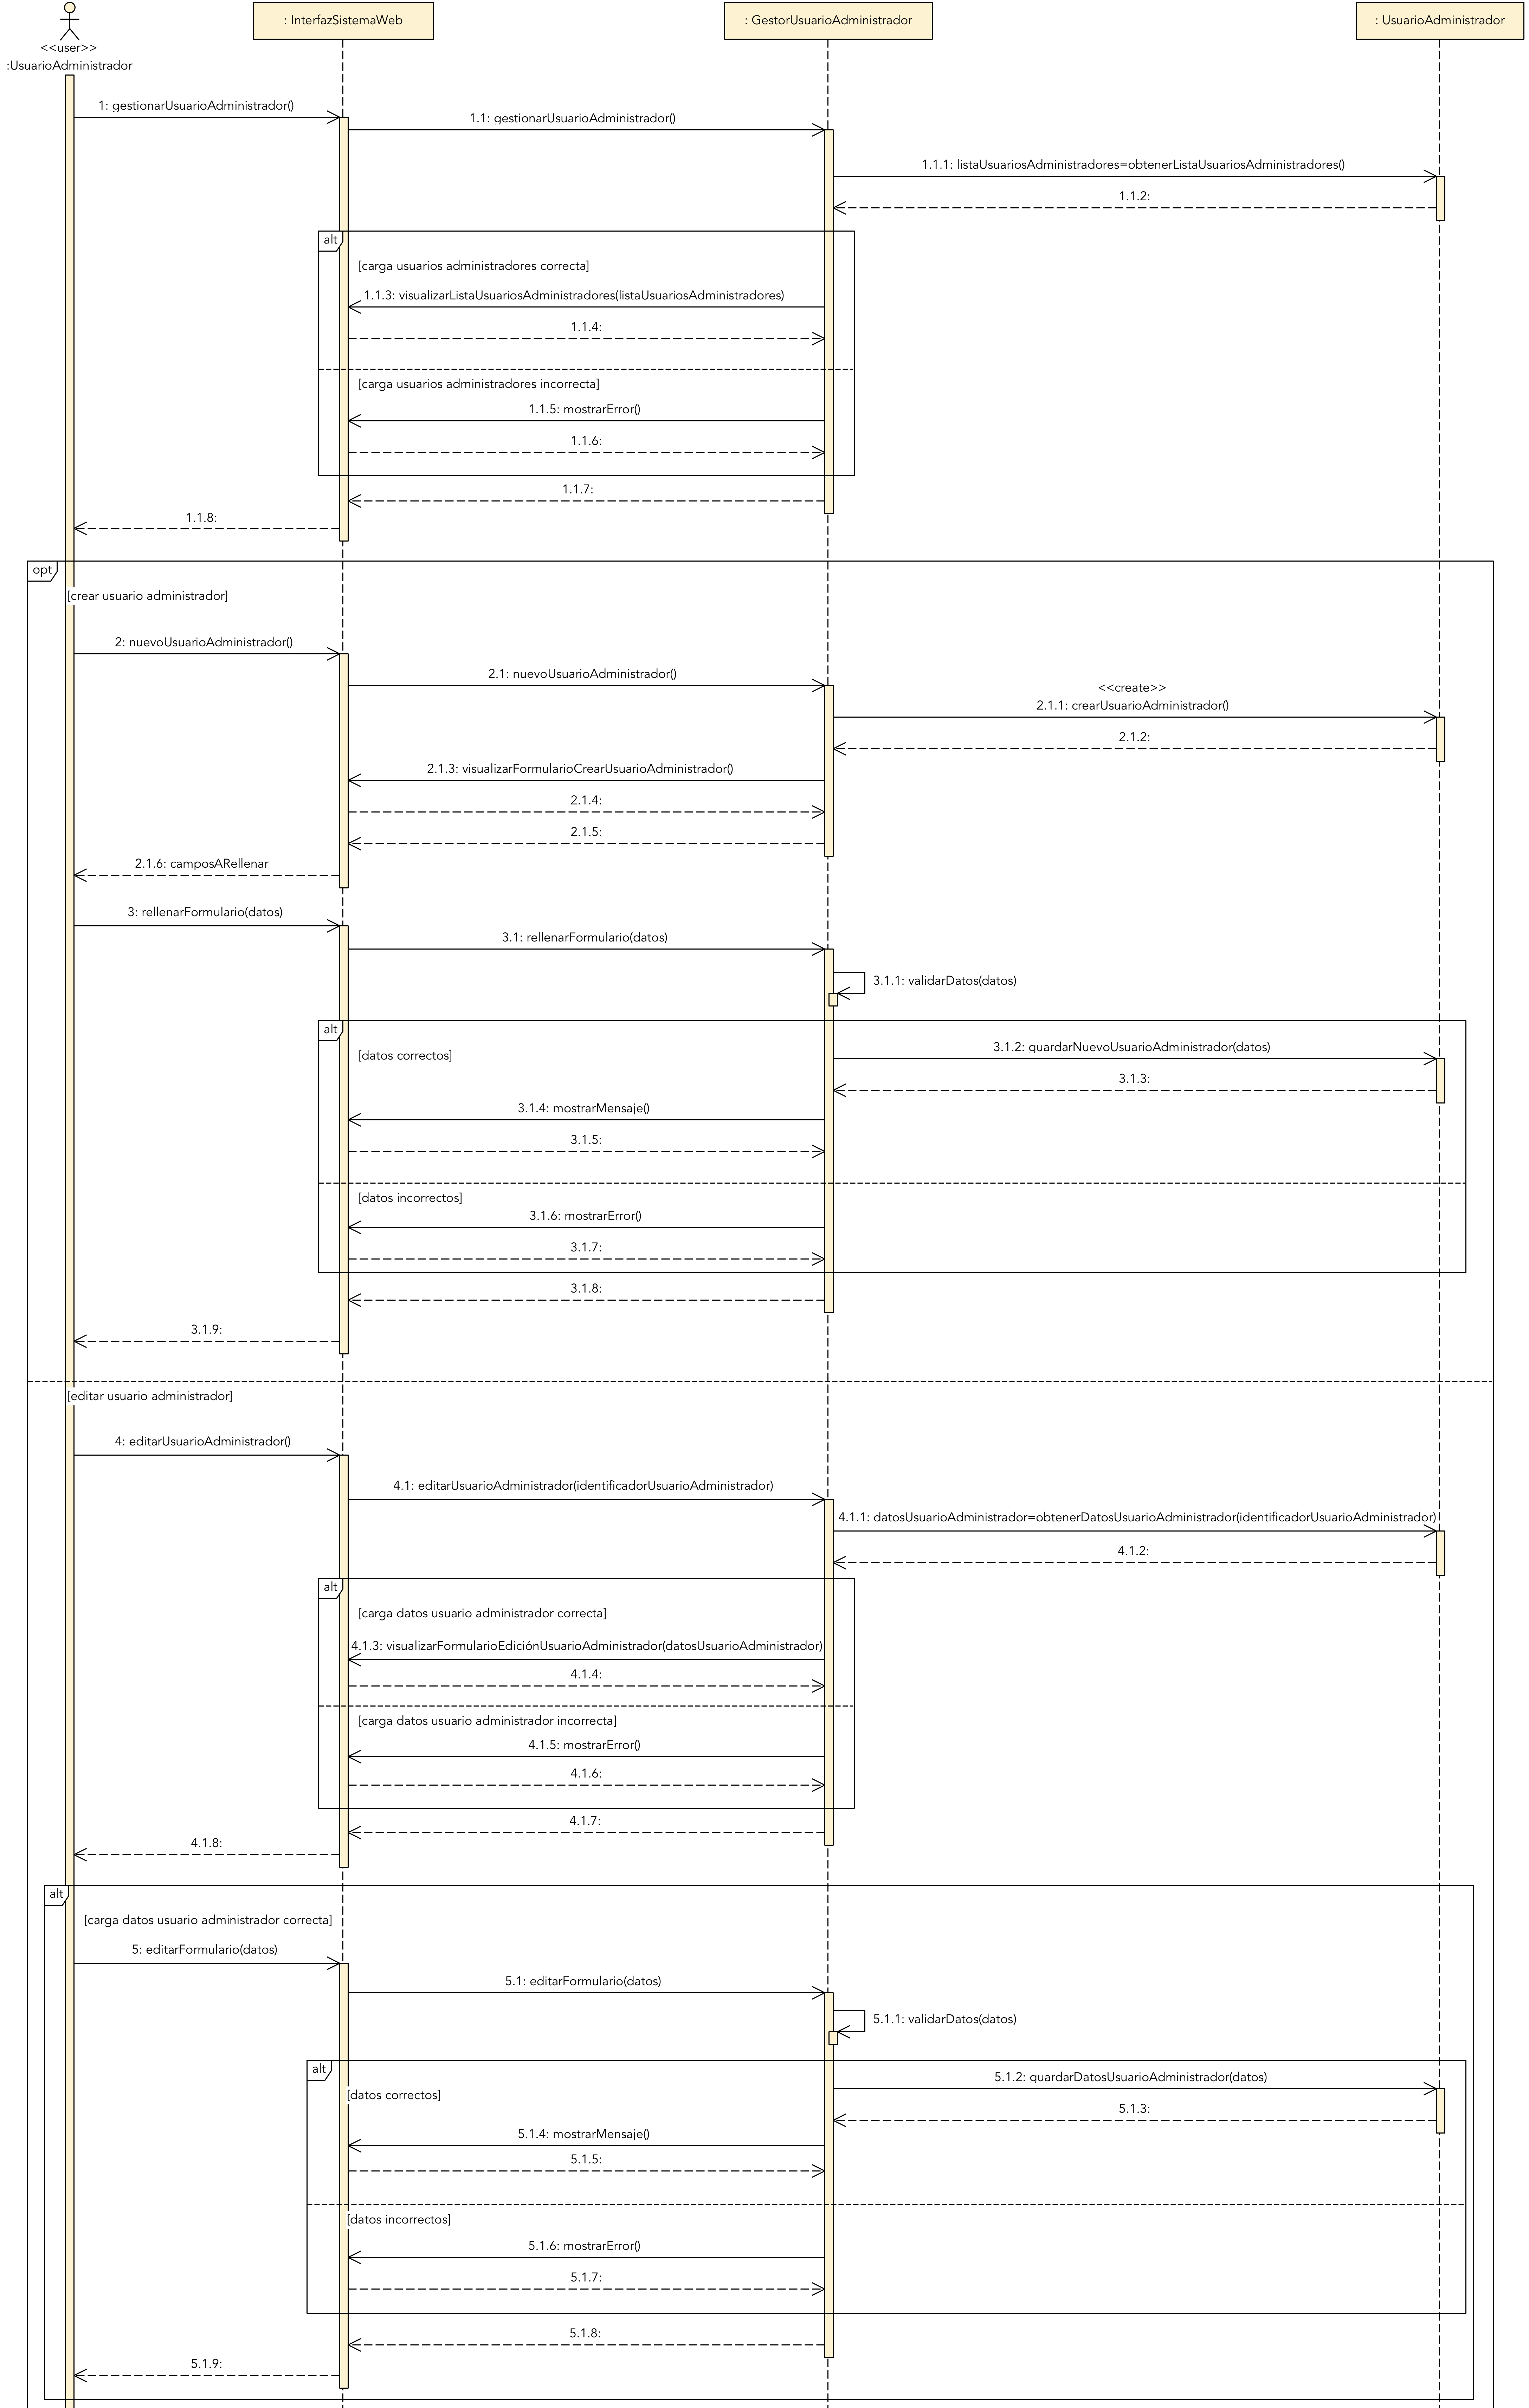 <<user>>
:UsuarioAdministrador
: InterfazSistemaWeb
: GestorUsuarioAdministrador
: UsuarioAdministrador
1: gestionarUsuarioAdministrador()
1.1: gestionarUsuarioAdministrador()
1.1.1: listaUsuariosAdministradores=obtenerListaUsuariosAdministradores()
1.1.2:
alt
[carga usuarios administradores correcta]
1.1.3: visualizarListaUsuariosAdministradores(listaUsuariosAdministradores)
1.1.4:
[carga usuarios administradores incorrecta]
1.1.5: mostrarError()
1.1.6:
1.1.7:
1.1.8:
opt
[crear usuario administrador]
2: nuevoUsuarioAdministrador()
2.1: nuevoUsuarioAdministrador()
<<create>>
2.1.1: crearUsuarioAdministrador()
2.1.2:
2.1.3: visualizarFormularioCrearUsuarioAdministrador()
2.1.4:
2.1.5:
2.1.6: camposARellenar
3: rellenarFormulario(datos)
3.1: rellenarFormulario(datos)
3.1.1: validarDatos(datos)
alt
[datos correctos]
3.1.2: guardarNuevoUsuarioAdministrador(datos)
3.1.3:
3.1.4: mostrarMensaje()
3.1.5:
[datos incorrectos]
3.1.6: mostrarError()
3.1.7:
3.1.8:
3.1.9:
[editar usuario administrador]
4: editarUsuarioAdministrador()
4.1: editarUsuarioAdministrador(identificadorUsuarioAdministrador)
4.1.1: datosUsuarioAdministrador=obtenerDatosUsuarioAdministrador(identificadorUsuarioAdministrador)
4.1.2:
alt
[carga datos usuario administrador correcta]
4.1.3: visualizarFormularioEdiciónUsuarioAdministrador(datosUsuarioAdministrador)
4.1.4:
[carga datos usuario administrador incorrecta]
4.1.5: mostrarError()
4.1.6:
4.1.7:
4.1.8:
alt
[carga datos usuario administrador correcta]
5: editarFormulario(datos)
5.1: editarFormulario(datos)
5.1.1: validarDatos(datos)
alt
[datos correctos]
5.1.2: guardarDatosUsuarioAdministrador(datos)
5.1.3:
5.1.4: mostrarMensaje()
5.1.5:
[datos incorrectos]
5.1.6: mostrarError()
5.1.7:
5.1.8:
5.1.9: